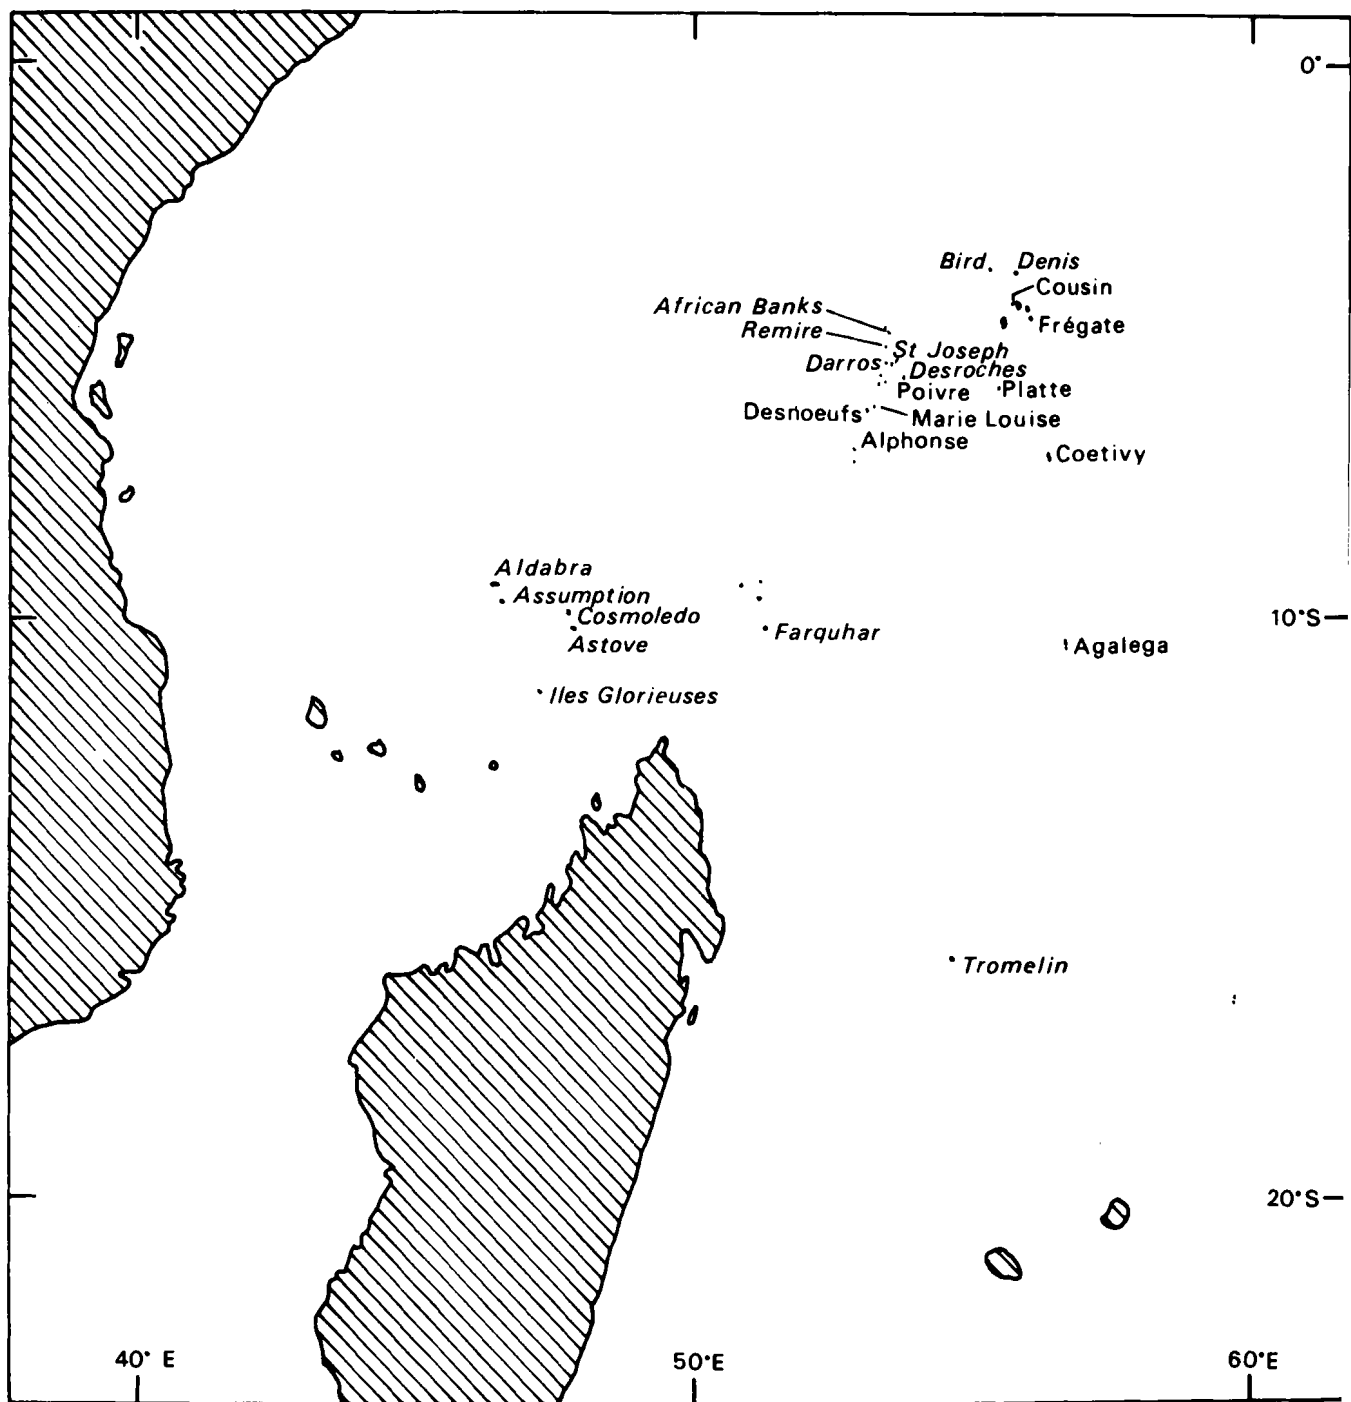 0°
Bird
Denis
Cousin
African Banks
Frégate
Remire
St Joseph
Darros
Desroches
Poivre
Platte
Desnoeufs
Marie Louise
Alphonse
Coetivy
Aldabra
Assumption
Cosmoledo
10°S
Farquhar
Astove
Agalega
Iles Glorieuses
Tromelin
20°S
40° E
50°E
60°E